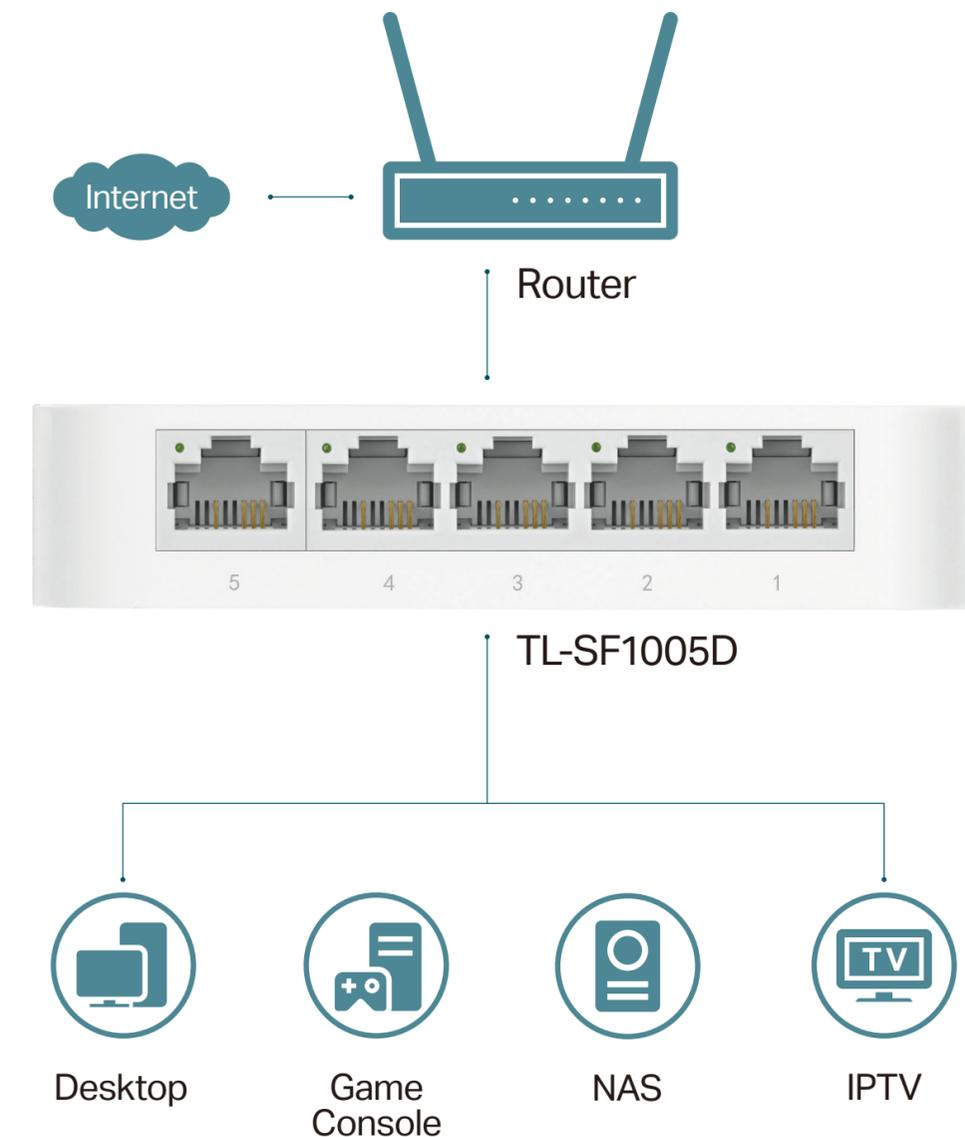 Internet
Router
5 4 3 2 1
TL-SF1005D
Desktop
Game
Console
NAS
TV
IPTV